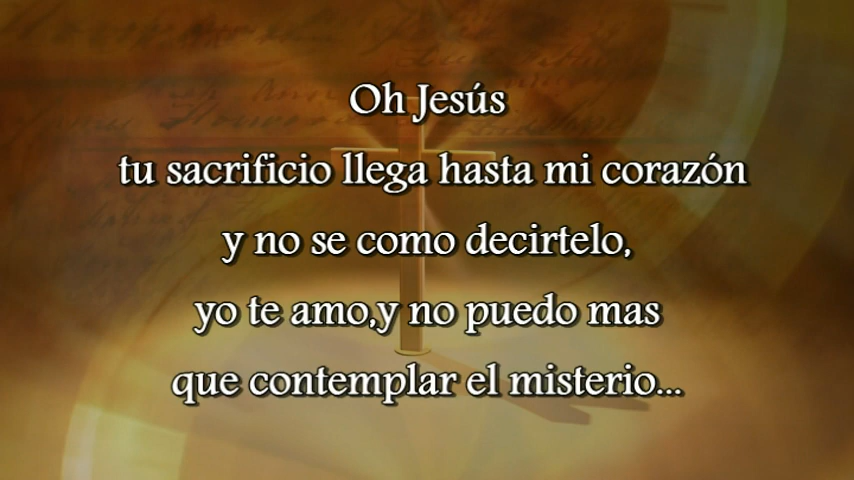 Oh Jesús
tu sacrificio llega hasta mi corazón
y no se como decirtelo,
yo te amo,y no puedo mas
que contemplar el misterio...